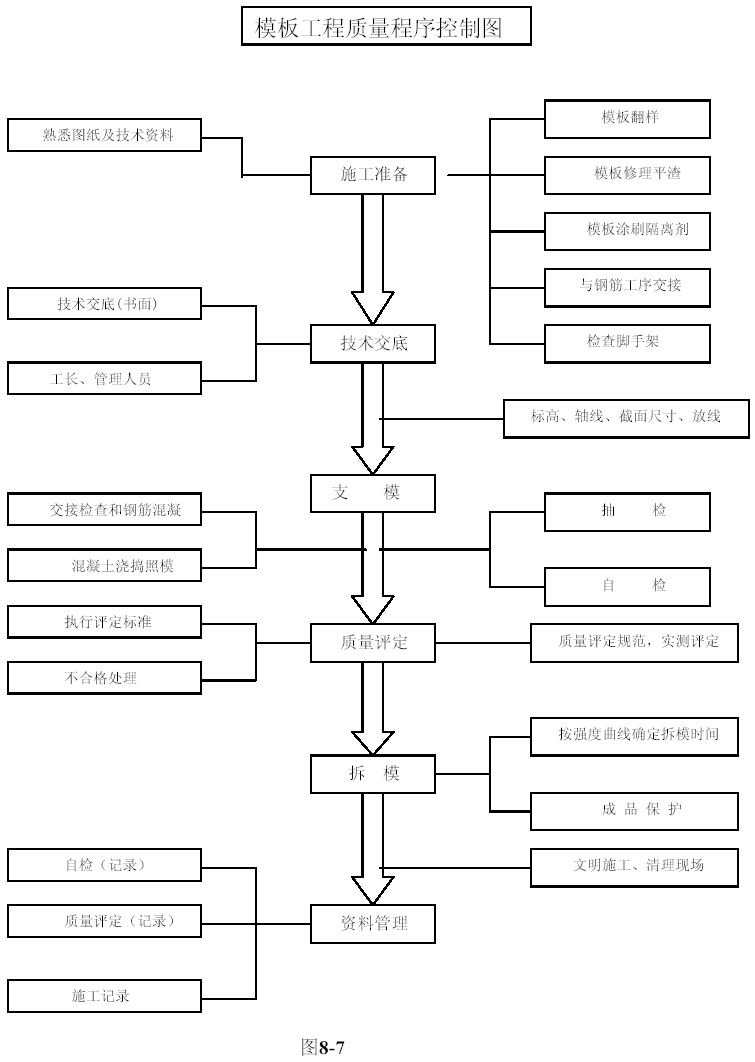 模板工程质量程序控制图
熟悉图纸及技术资料
施工准备
模板翻样
模板修理平渣
模板涂刷隔离剂
与钢筋工序交接
检查脚手架
技术交底(书面)
工长、管理人员
技术交底
标高、轴线、截面尺寸、放线
支 模
交接检查和钢筋混凝
混凝土浇捣照模
抽 检
自 检
执行评定标准
不合格处理
质量评定
质量评定规范，实测评定
拆 模
按强度曲线确定拆模时间
成 品 保 护
文明施工、清理现场
自检（记录）
质量评定（记录）
施工记录
资料管理
图8-7